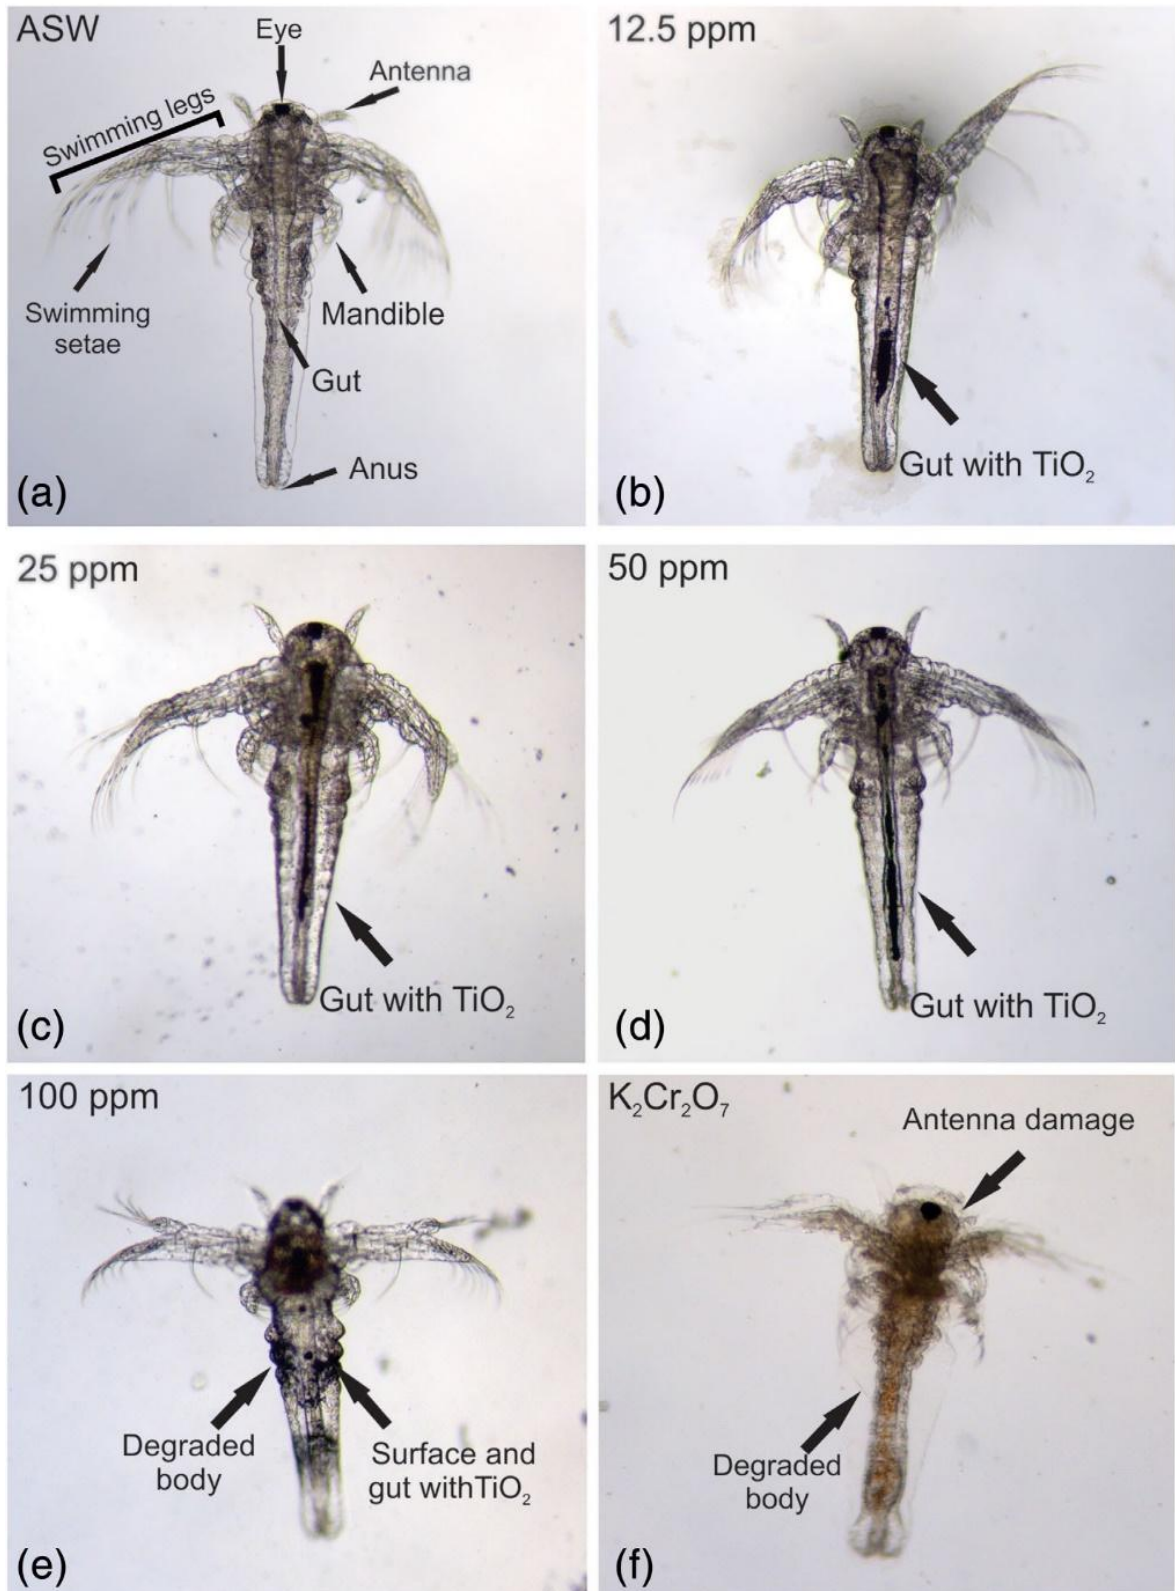 ASW
Eye
Antenna
Swimming legs
Swimming
setae
Mandible
Gut
Anus
(a)
12.5 ppm
Gut with TiO₂
(b)
25 ppm
Gut with TiO₂
(c)
50 ppm
Gut with TiO₂
(d)
100 ppm
Degraded
body
Surface and
gut withTiO₂
(e)
K₂Cr₂O₇
Antenna damage
Degraded
body
(f)